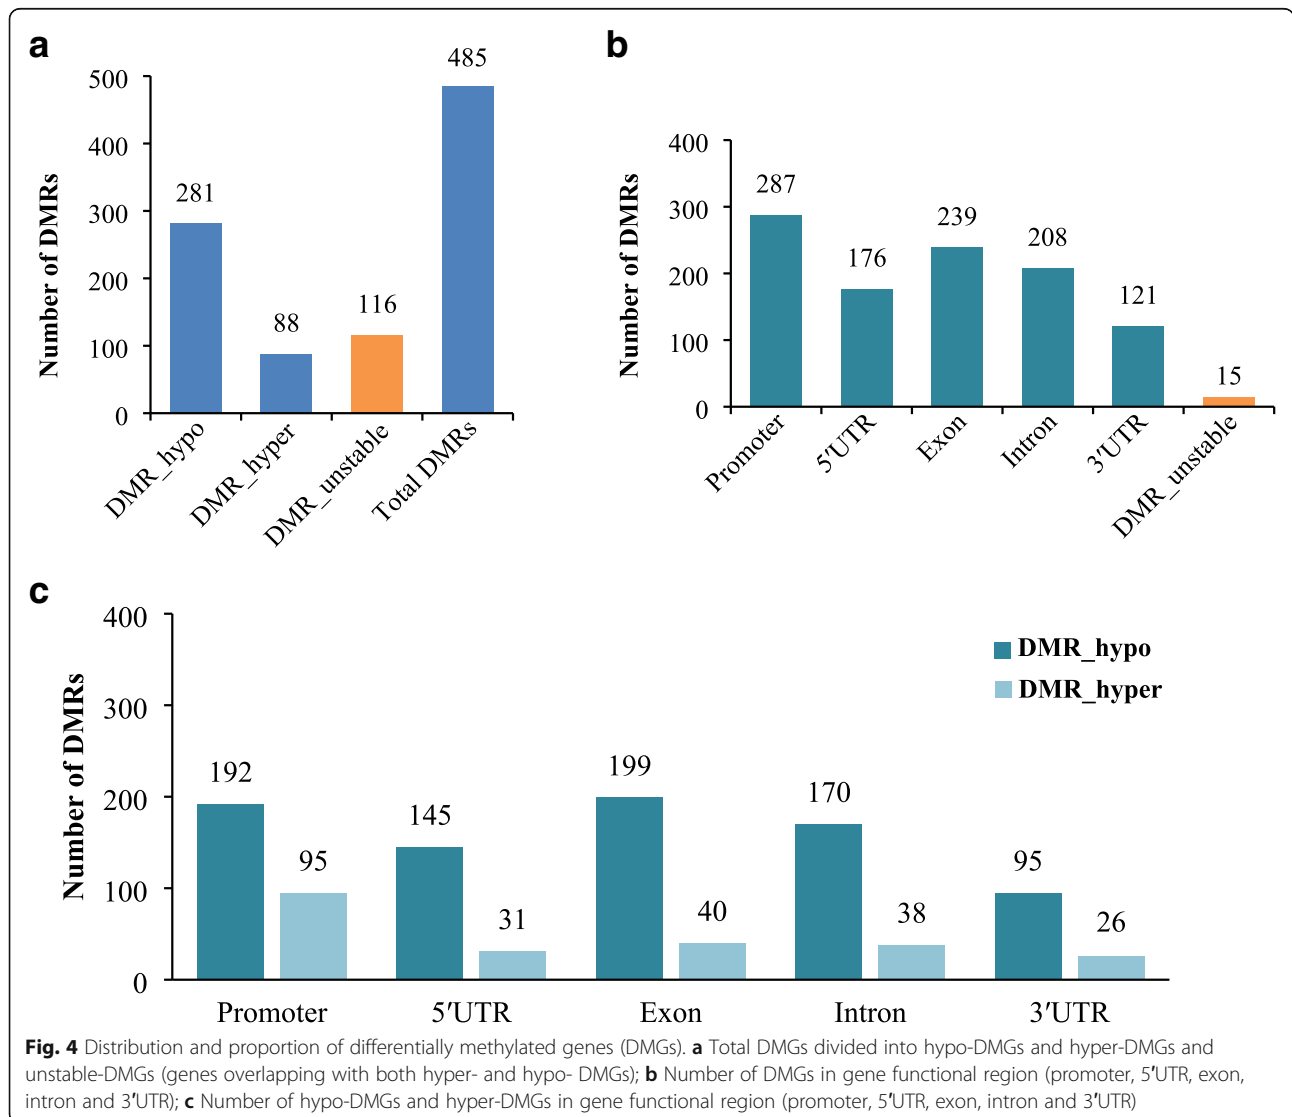 a
Number of DMRs
500
400
300
200
100
0
281
88
116
485
DMR_hypo
DMR_hyper
DMR_unstable
Total DMRs
b
Number of DMRs
400
300
200
100
0
287
176
239
208
121
15
Promoter
5'UTR
Exon
Intron
3'UTR
DMR_unstable
c
Number of DMRs
400
300
200
100
0
DMR_hypo
DMR_hyper
192
95
145
31
199
40
170
38
95
26
Promoter
5'UTR
Exon
Intron
3'UTR
Fig. 4 Distribution and proportion of differentially methylated genes (DMGs). a Total DMGs divided into hypo-DMGs and hyper-DMGs and
unstable-DMGs (genes overlapping with both hyper- and hypo- DMGs); b Number of DMGs in gene functional region (promoter, 5'UTR, exon,
intron and 3'UTR); c Number of hypo-DMGs and hyper-DMGs in gene functional region (promoter, 5'UTR, exon, intron and 3'UTR)